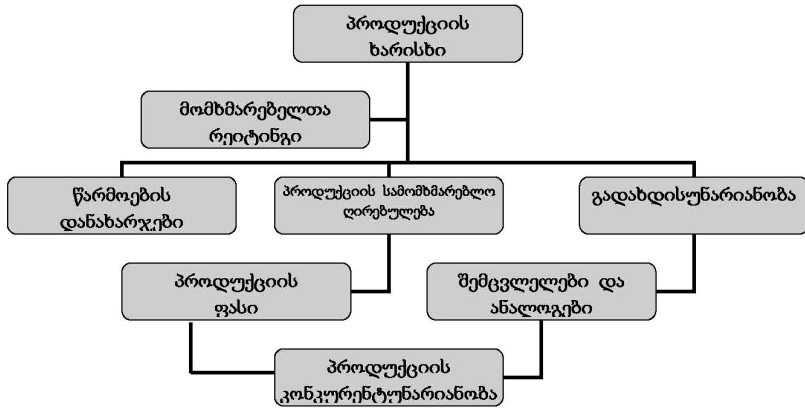 პროდუქციის
ხარისხი
მომხმარებელთა
რეიტინგი
წარმოების
დანახარჯები
პროდუქციის სამომხმარებლო
ღირებულება
გადახდისუნარიანობა
პროდუქციის
ფასი
შემცვლელები და
ანალოგები
პროდუქციის
კონკურენტუნარიანობა